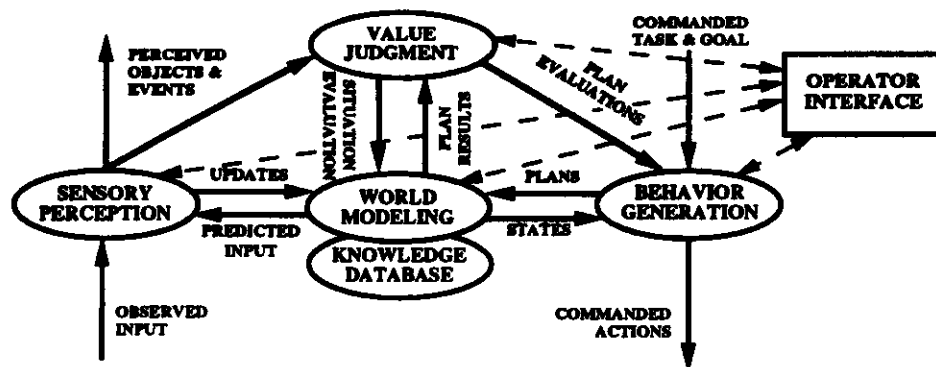 VALUE
JUDGMENT
COMMANDED
TASK & GOAL
PERCEIVED
OBJECTS &
EVENTS
PLAN
EVALUATIONS
OPERATOR
INTERFACE
SITUATION
EVALUATION
PLAN
RESULTS
SENSORY
PERCEPTION
UPDATES
WORLD
MODELING
PLANS
BEHAVIOR
GENERATION
PREDICTED
INPUT
STATES
KNOWLEDGE
DATABASE
OBSERVED
INPUT
COMMANDED
ACTIONS